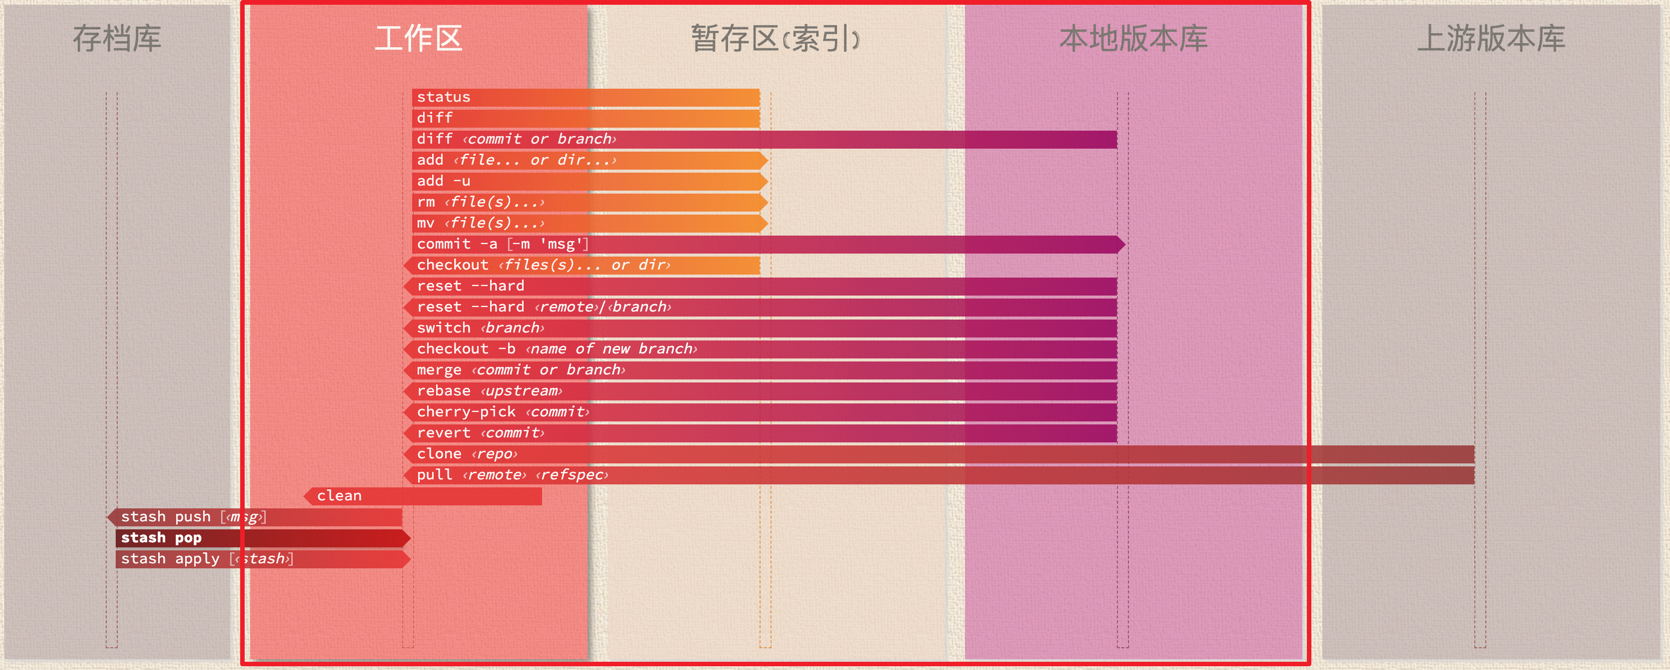 存档库
工作区
暂存区(索引)
本地版本库
上游版本库
status
diff
diff ‹commit or branch›
add ‹file... or dir...›
add -u
rm ‹file(s)...›
mv ‹file(s)...›
commit -a [-m 'msg']
checkout ‹files(s)... or dir›
reset --hard
reset --hard ‹remote›/‹branch›
switch ‹branch›
checkout -b ‹name of new branch›
merge ‹commit or branch›
rebase ‹upstream›
cherry-pick ‹commit›
revert ‹commit›
clone ‹repo›
pull ‹remote› ‹refspec›
clean
stash push [‹msg›]
stash pop
stash apply [‹stash›]